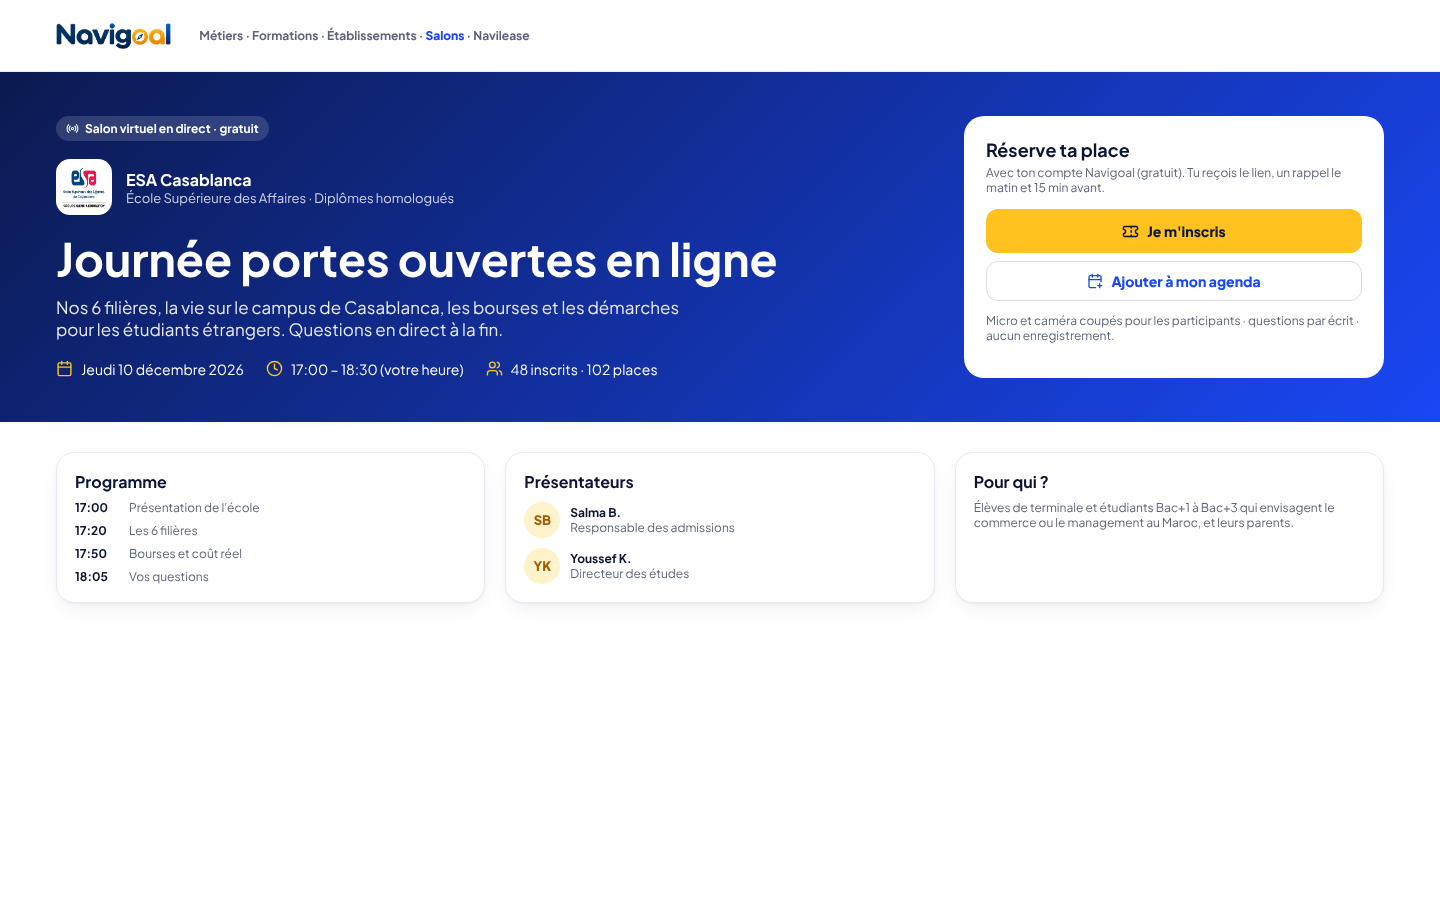 Navigoal
Métiers · Formations · Établissements · Salons · Navilease
Salon virtuel en direct · gratuit
ESA Casablanca
École Supérieure des Affaires · Diplômes homologués
Journée portes ouvertes en ligne
Nos 6 filières, la vie sur le campus de Casablanca, les bourses et les démarches
pour les étudiants étrangers. Questions en direct à la fin.
Jeudi 10 décembre 2026
17:00 – 18:30 (votre heure)
48 inscrits · 102 places
Réserve ta place
Avec ton compte Navigoal (gratuit). Tu reçois le lien, un rappel le
matin et 15 min avant.
Je m'inscris
Ajouter à mon agenda
Micro et caméra coupés pour les participants · questions par écrit ·
aucun enregistrement.
Programme
17:00 Présentation de l'école
17:20 Les 6 filières
17:50 Bourses et coût réel
18:05 Vos questions
Présentateurs
SB
Salma B.
Responsable des admissions
YK
Youssef K.
Directeur des études
Pour qui ?
Élèves de terminale et étudiants Bac+1 à Bac+3 qui envisagent le
commerce ou le management au Maroc, et leurs parents.